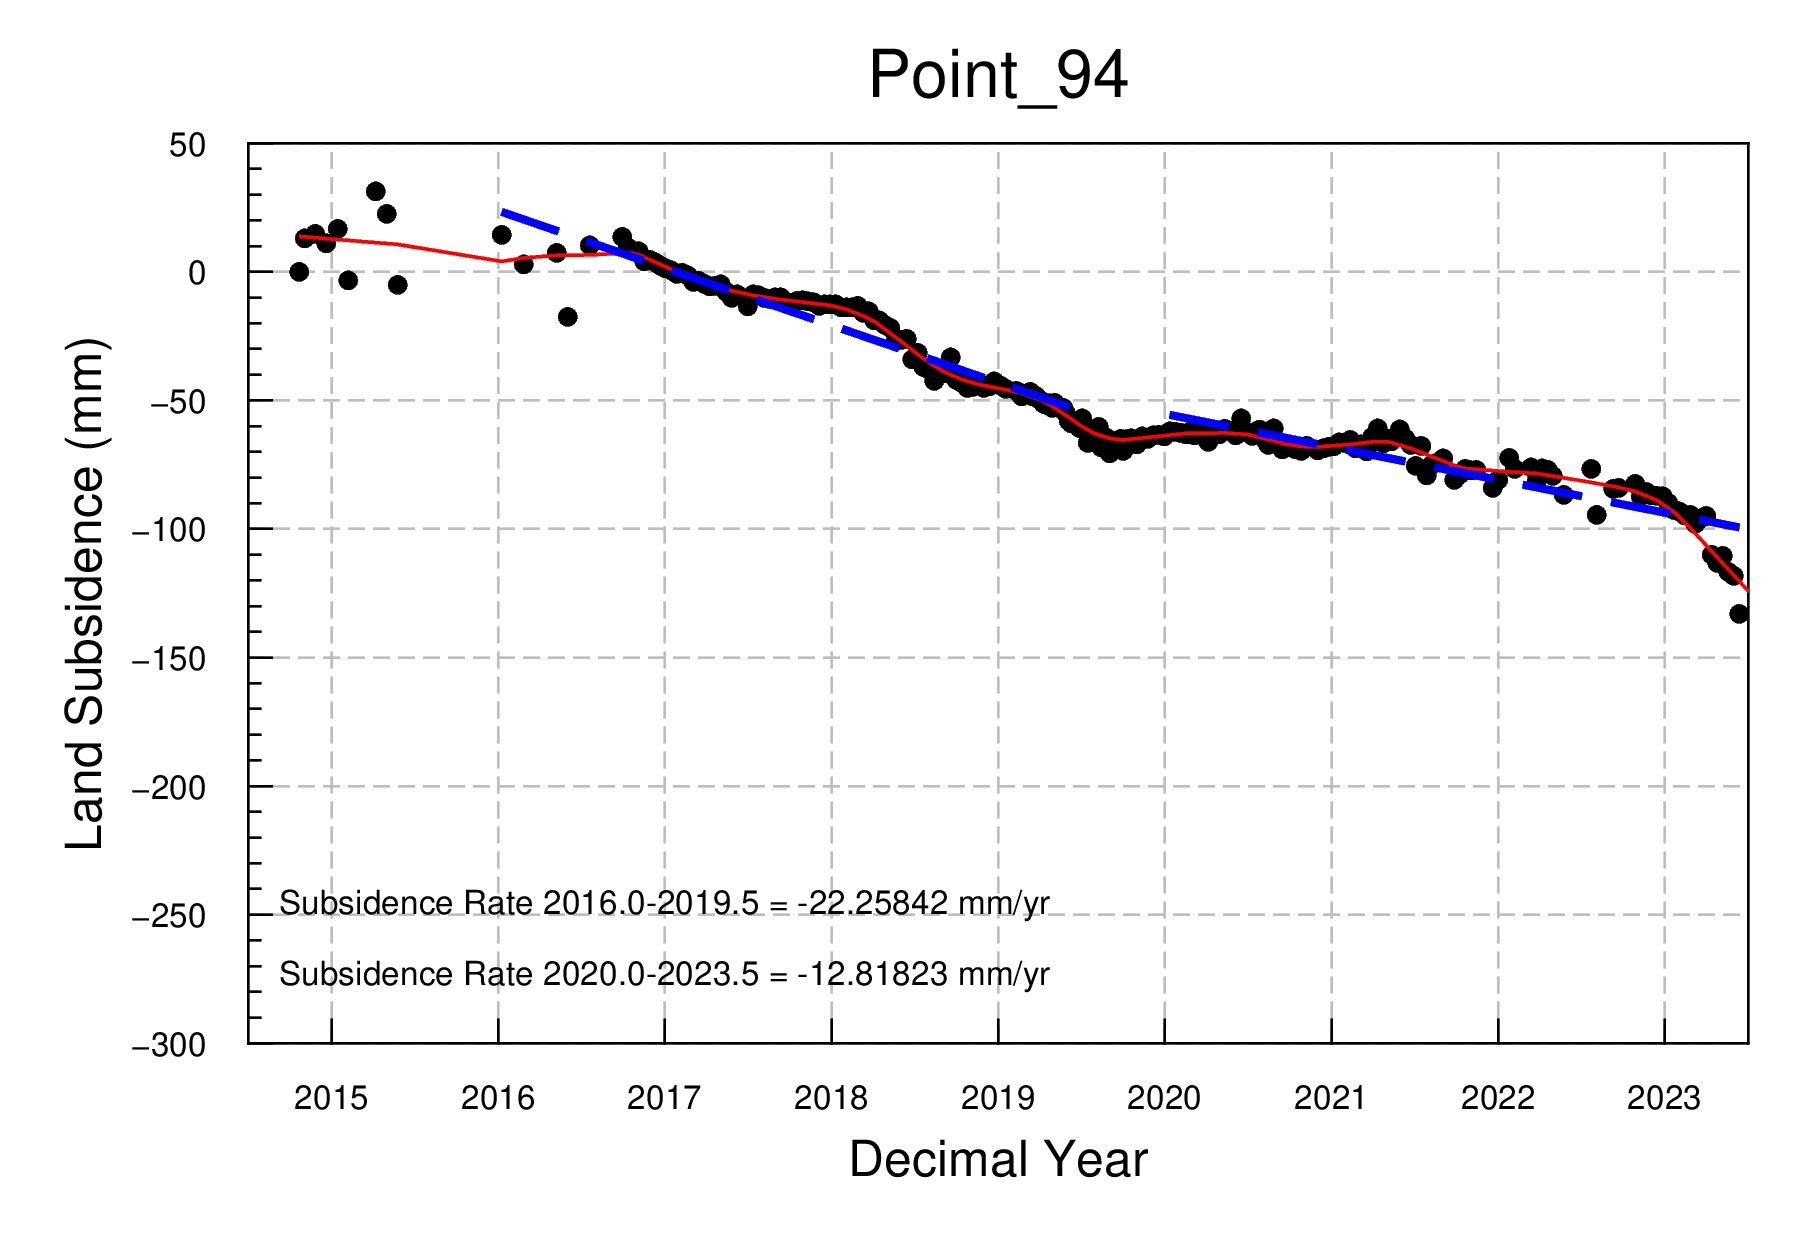 Point_94
50
0
−50
−100
−150
−200
−250
−300
Land Subsidence (mm)
Subsidence Rate 2016.0-2019.5 = -22.25842 mm/yr
Subsidence Rate 2020.0-2023.5 = -12.81823 mm/yr
2015 2016 2017 2018 2019 2020 2021 2022 2023
Decimal Year